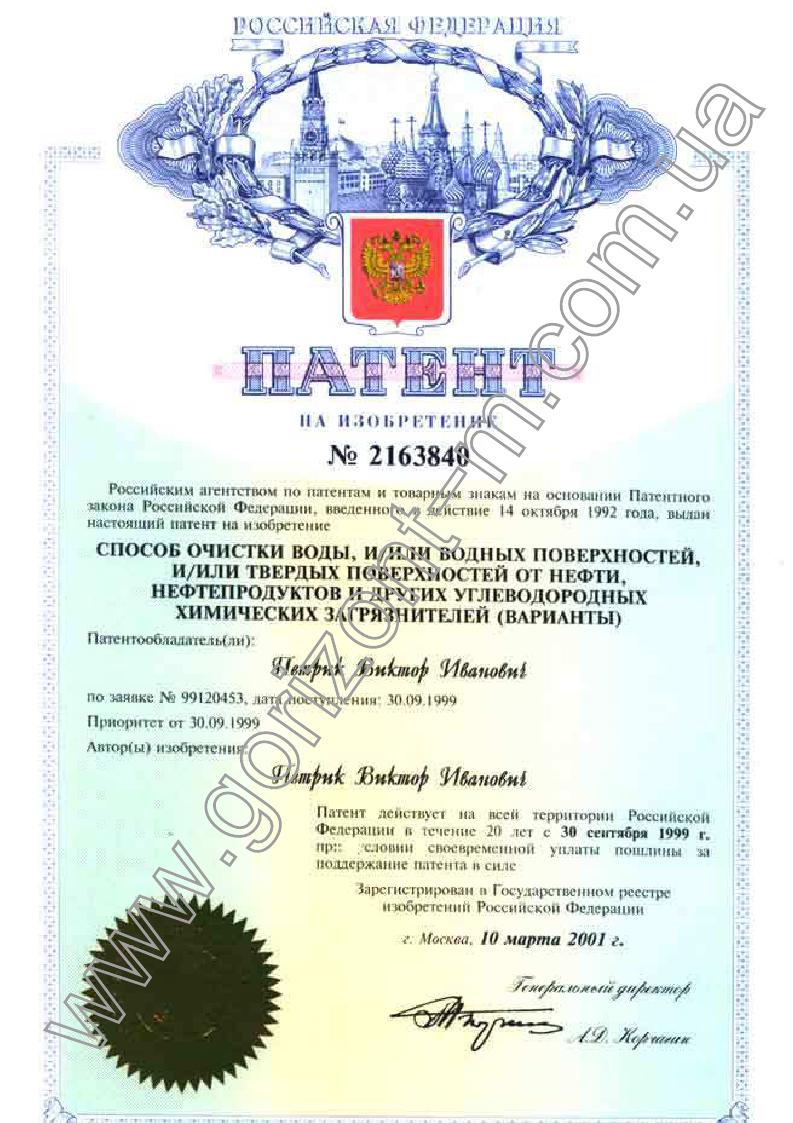 РОССИЙСКАЯ ФЕДЕРАЦИЯ
ПАТЕНТ
НА ИЗОБРЕТЕНИЕ
№ 2163840
Российским агентством по патентам и товарным знакам на основании Патентного
закона Российской Федерации, введенного в действие 14 октября 1992 года, выдан
настоящий патент на изобретение
СПОСОБ ОЧИСТКИ ВОДЫ, И/ИЛИ ВОДНЫХ ПОВЕРХНОСТЕЙ,
И/ИЛИ ТВЕРДЫХ ПОВЕРХНОСТЕЙ ОТ НЕФТИ,
НЕФТЕПРОДУКТОВ И ДРУГИХ УГЛЕВОДОРОДНЫХ
ХИМИЧЕСКИХ ЗАГРЯЗНИТЕЛЕЙ (ВАРИАНТЫ)
Патентообладатель(ли):
Петрик Виктор Иванович
по заявке № 99120453, дата поступления: 30.09.1999
Приоритет от 30.09.1999
Автор(ы) изобретения:
Петрик Виктор Иванович
Патент действует на всей территории Российской
Федерации в течение 20 лет с 30 сентября 1999 г.
при условии своевременной уплаты пошлины за
поддержание патента в силе
Зарегистрирован в Государственном реестре
изобретений Российской Федерации
г. Москва, 10 марта 2001 г.
Генеральный директор
А.Д. Корчагин
www.gorizont-rm.com.ua